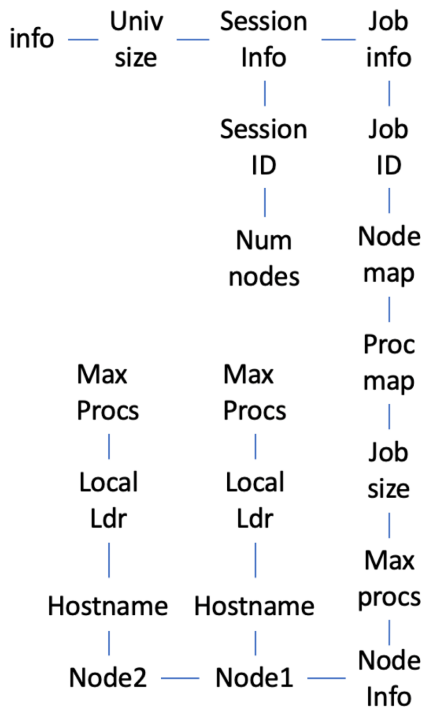 info
Univ
size
Session
Info
Job
info
Session
ID
Job
ID
Num
nodes
Node
map
Proc
map
Max
Procs
Max
Procs
Job
size
Local
Ldr
Local
Ldr
Max
procs
Hostname
Hostname
Node2
Node1
Node
Info